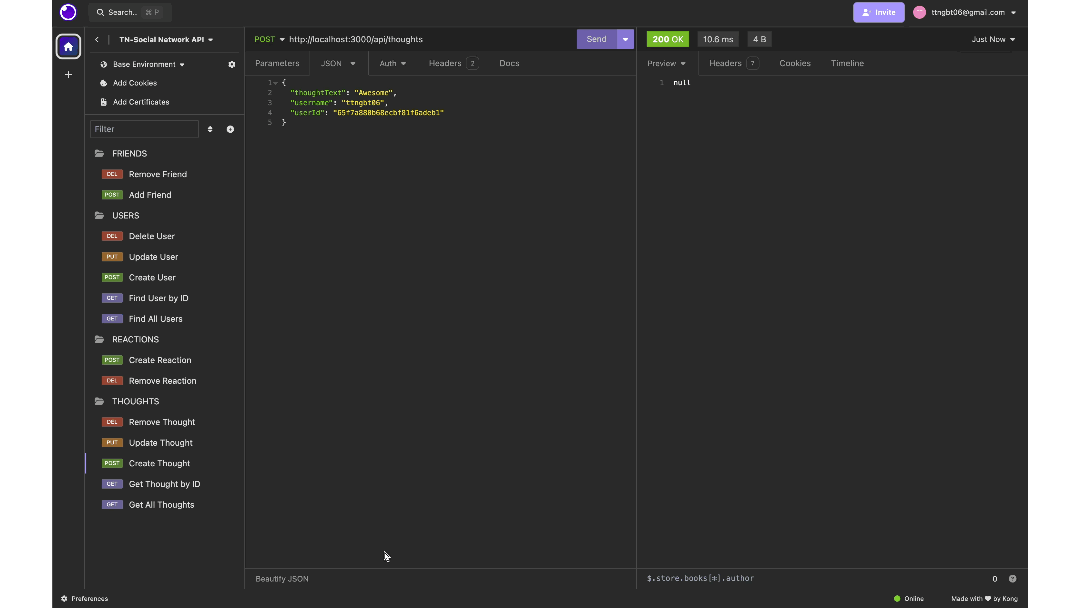 Search.. ⌘ P
Invite
ttngbt06@gmail.com
TN-Social Network API
POST http://localhost:3000/api/thoughts
Send
200 OK
10.6 ms
4 B
Just Now
Base Environment
Add Cookies
Add Certificates
Parameters
JSON
Auth
Headers 2
Docs
Preview
Headers 7
Cookies
Timeline
1 {
2 "thoughtText": "Awesome",
3 "username": "ttngbt06",
4 "userId": "65f7a880b68ecbf81f6adeb1"
5 }
1 null
Filter
FRIENDS
DEL Remove Friend
POST Add Friend
USERS
DEL Delete User
PUT Update User
POST Create User
GET Find User by ID
GET Find All Users
REACTIONS
POST Create Reaction
DEL Remove Reaction
THOUGHTS
DEL Remove Thought
PUT Update Thought
POST Create Thought
GET Get Thought by ID
GET Get All Thoughts
Beautify JSON
$.store.books[*].author
0
Preferences
Online
Made with ♥ by Kong